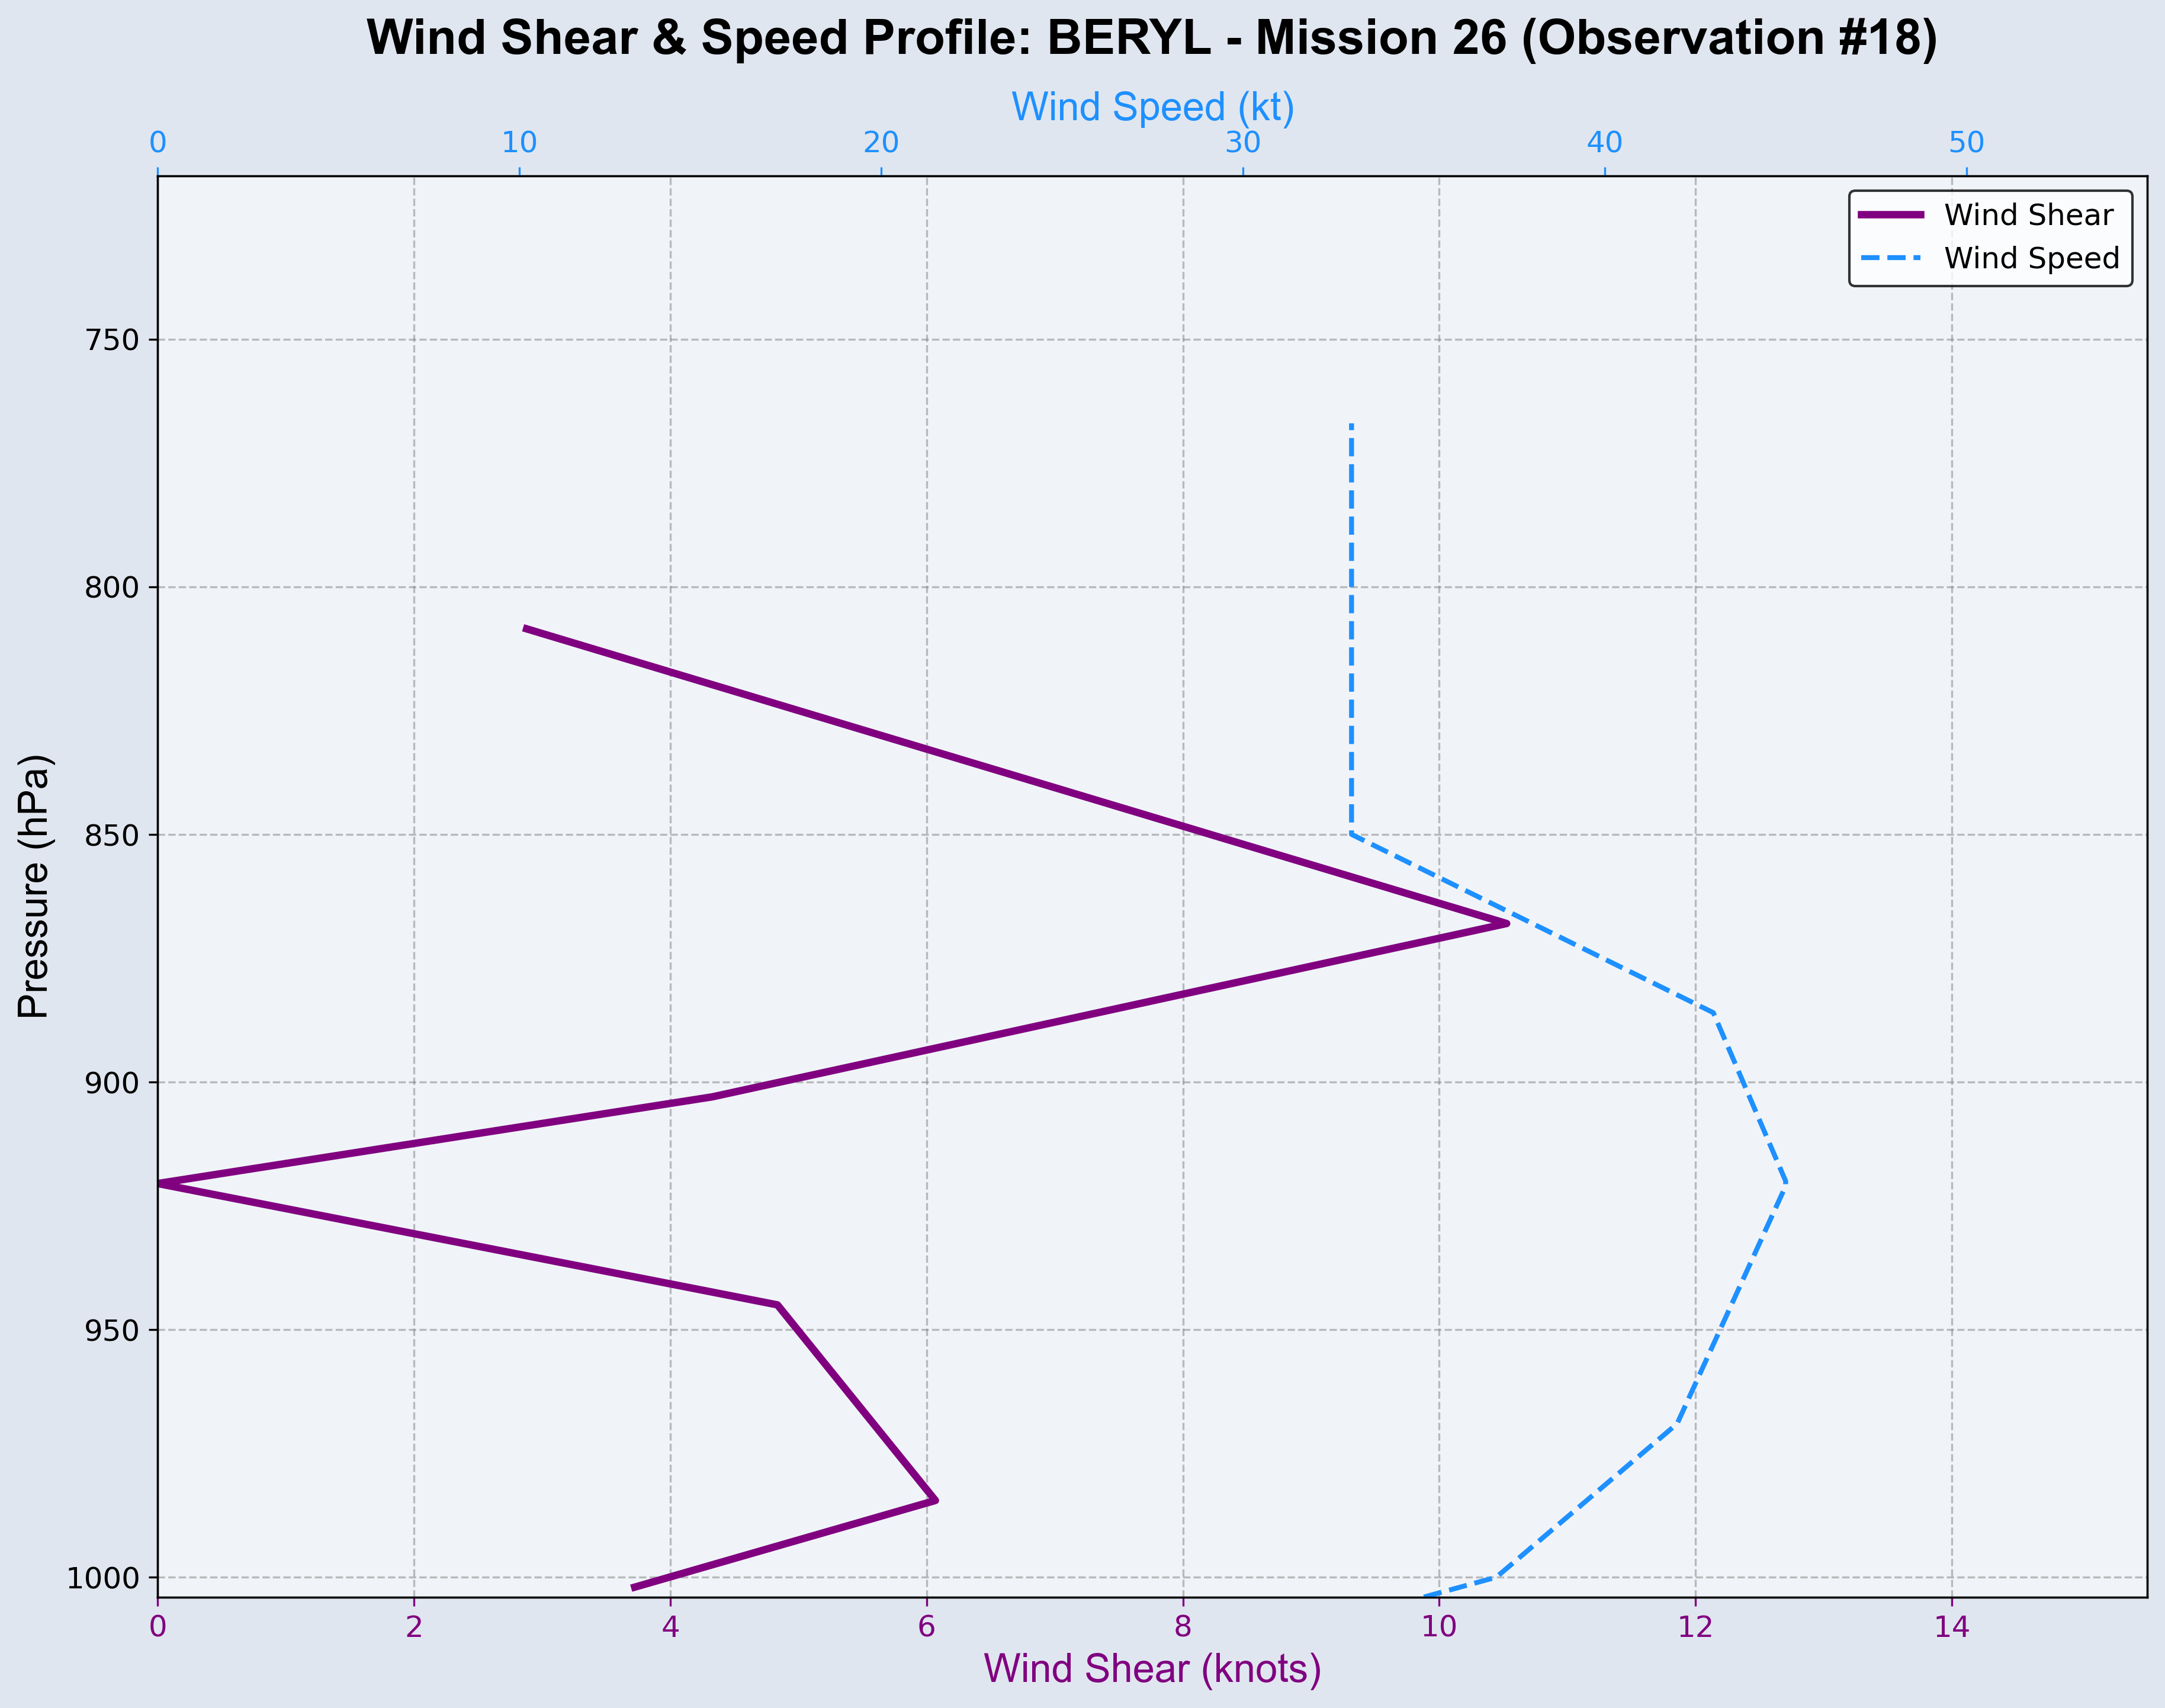 Wind Shear & Speed Profile: BERYL - Mission 26 (Observation #18)
Wind Speed (kt)
0 10 20 30 40 50
Wind Shear
Wind Speed
750
800
850
900
950
1000
Pressure (hPa)
0 2 4 6 8 10 12 14
Wind Shear (knots)